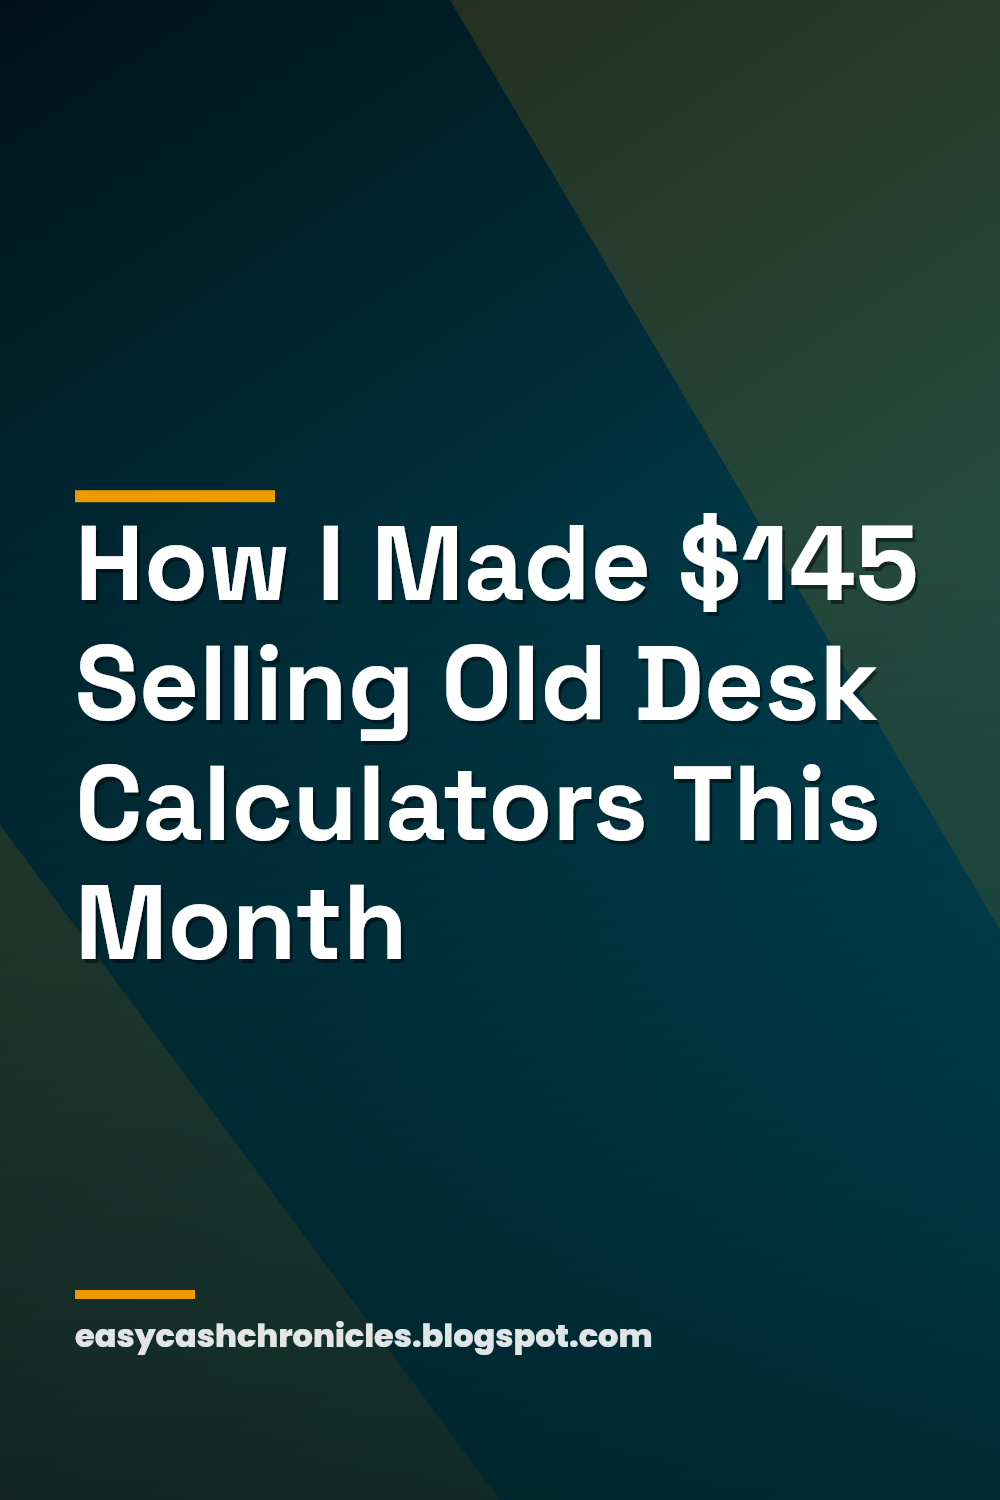 How I Made $145
Selling Old Desk
Calculators This
Month
easycashchronicles.blogspot.com